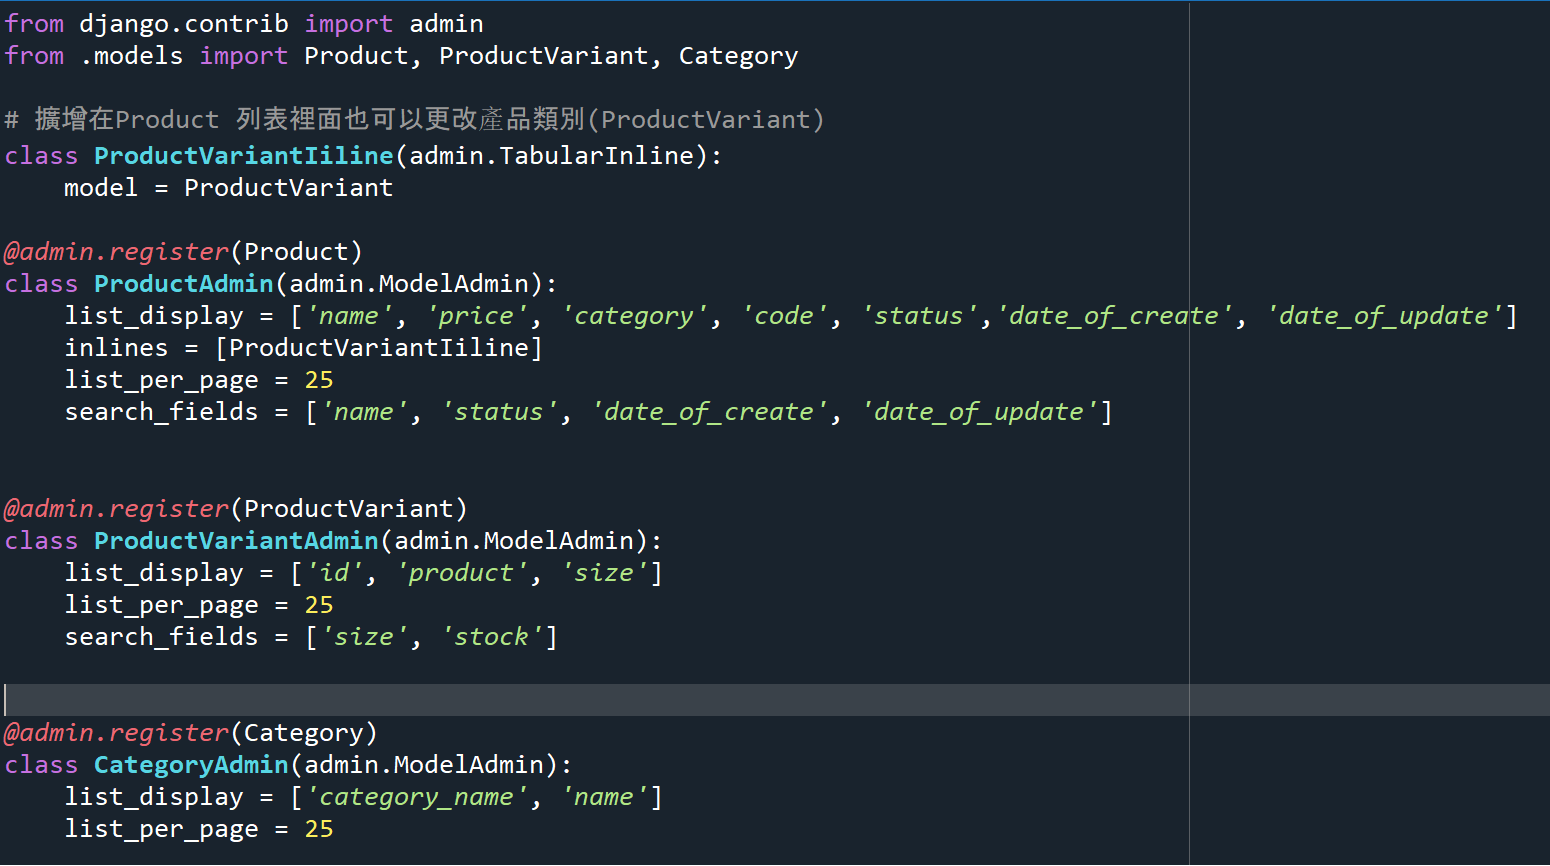 from django.contrib import admin
from .models import Product, ProductVariant, Category
# 擴增在Product 列表裡面也可以更改產品類別(ProductVariant)
class ProductVariantIiline(admin.TabularInline):
    model = ProductVariant
@admin.register(Product)
class ProductAdmin(admin.ModelAdmin):
    list_display = ['name', 'price', 'category', 'code', 'status','date_of_create', 'date_of_update']
    inlines = [ProductVariantIiline]
    list_per_page = 25
    search_fields = ['name', 'status', 'date_of_create', 'date_of_update']
@admin.register(ProductVariant)
class ProductVariantAdmin(admin.ModelAdmin):
    list_display = ['id', 'product', 'size']
    list_per_page = 25
    search_fields = ['size', 'stock']
@admin.register(Category)
class CategoryAdmin(admin.ModelAdmin):
    list_display = ['category_name', 'name']
    list_per_page = 25